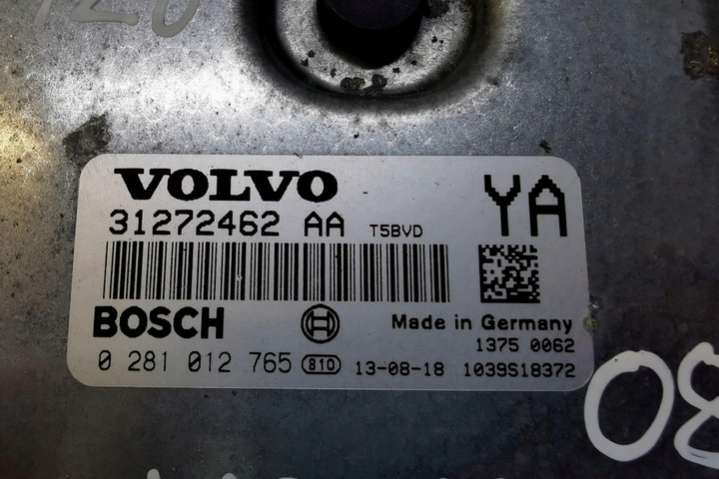 VOLVO
YA
31272462 AA T5BVD
BOSCH
Made in Germany
1375 0062
0 281 012 765 810 13-08-18 1039S18372
08